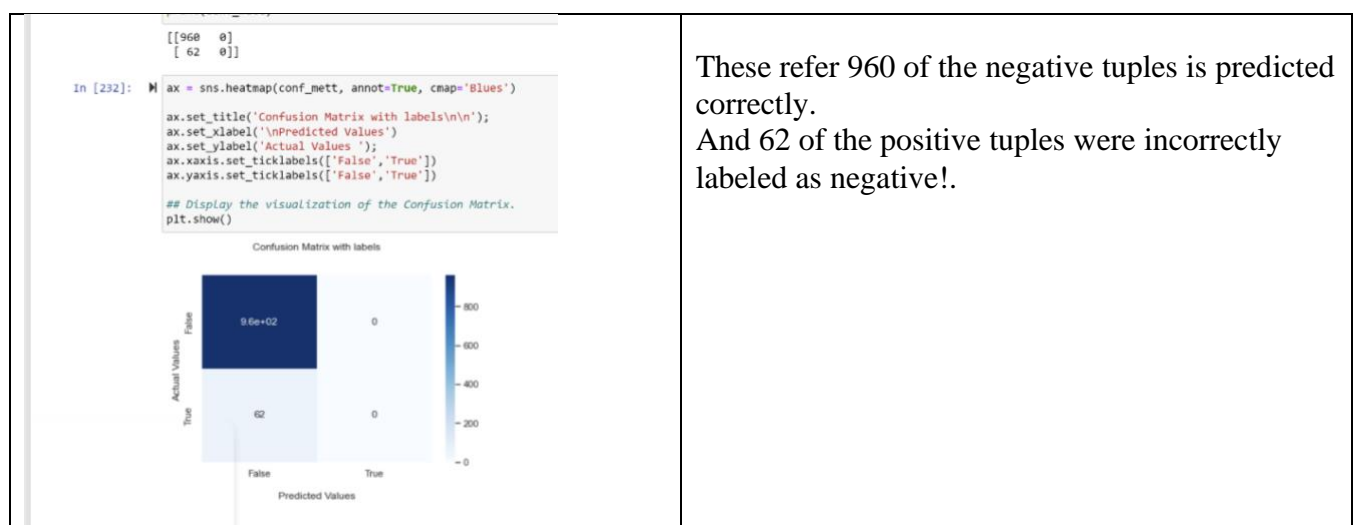 [[960 0]
[ 62 0]]
In [232]:
ax = sns.heatmap(conf_mett, annot=True, cmap='Blues')
ax.set_title('Confusion Matrix with labels\n\n');
ax.set_xlabel('\nPredicted Values')
ax.set_ylabel('Actual Values ');
ax.xaxis.set_ticklabels(['False','True'])
ax.yaxis.set_ticklabels(['False','True'])
## Display the visualization of the Confusion Matrix.
plt.show()
Confusion Matrix with labels
Actual Values
False
True
9.6e+02
0
62
0
800
600
400
200
0
False
True
Predicted Values
These refer 960 of the negative tuples is predicted
correctly.
And 62 of the positive tuples were incorrectly
labeled as negative!.